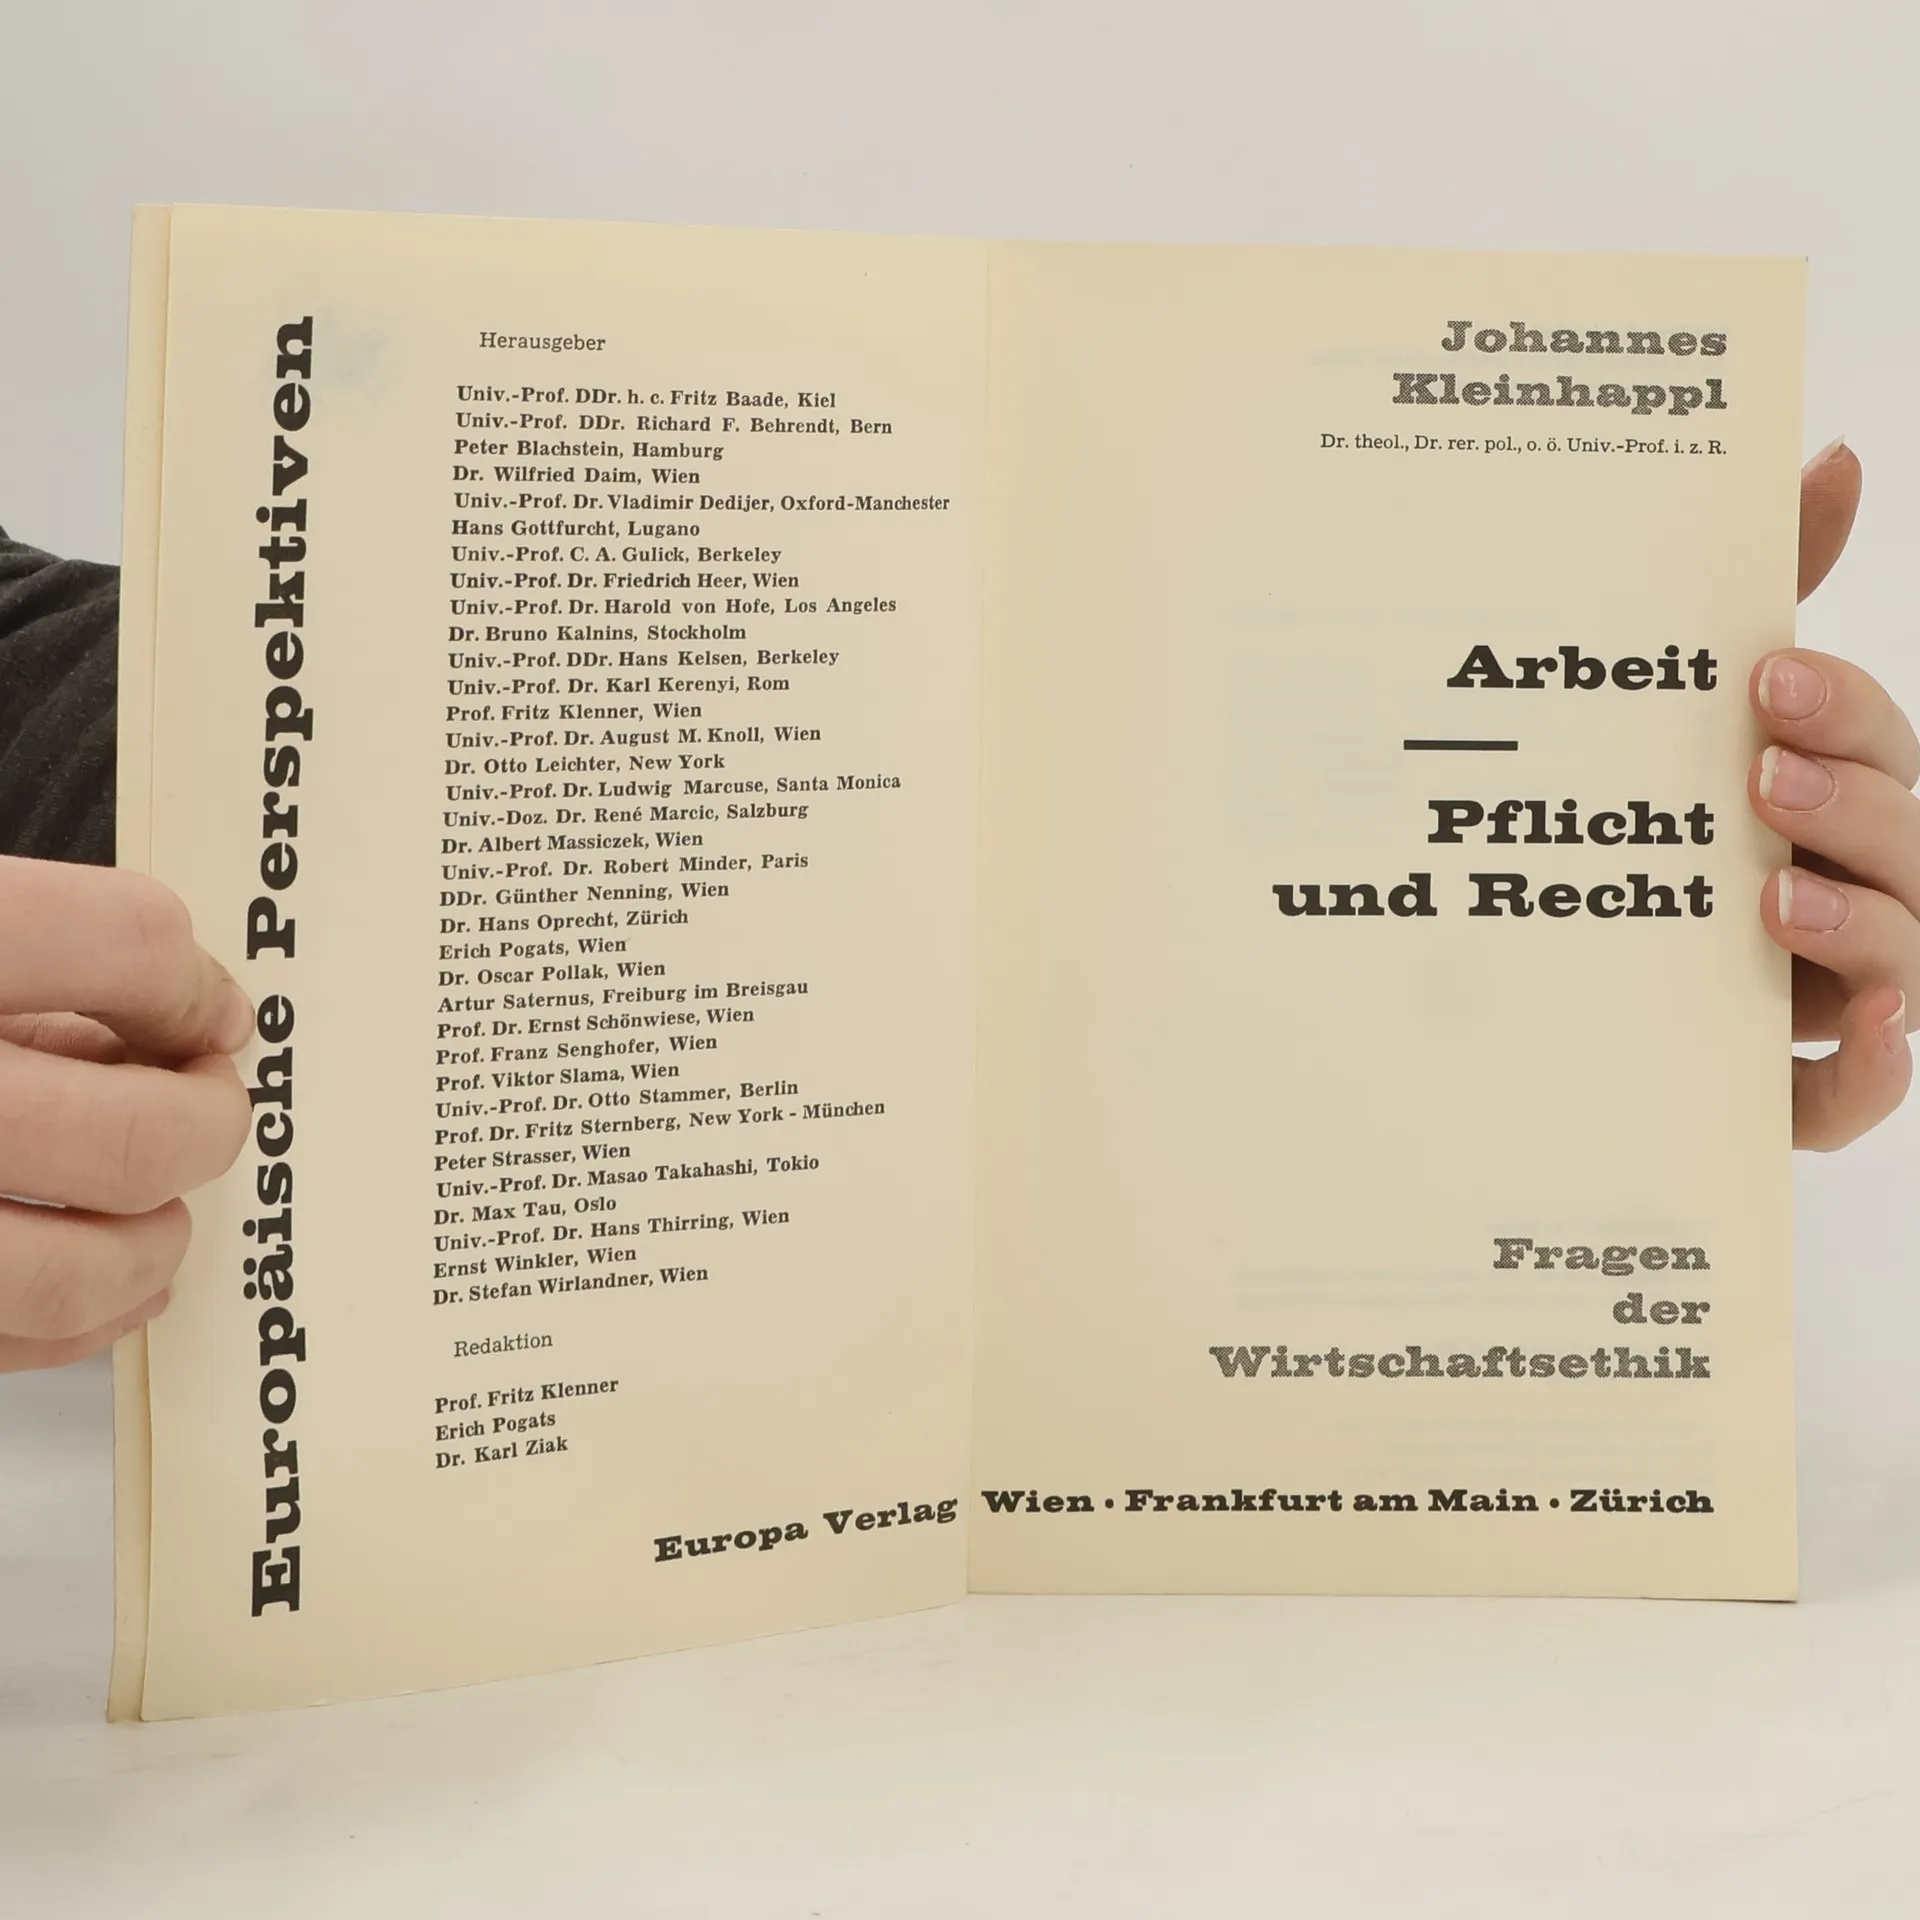 Europäische Perspektiven
Herausgeber
Univ.-Prof. DDr. h. c. Fritz Baade, Kiel
Univ.-Prof. DDr. Richard F. Behrendt, Bern
Peter Blachstein, Hamburg
Dr. Wilfried Daim, Wien
Univ.-Prof. Dr. Vladimir Dedijer, Oxford-Manchester
Hans Gottfurcht, Lugano
Univ.-Prof. C. A. Gulick, Berkeley
Univ.-Prof. Dr. Friedrich Heer, Wien
Univ.-Prof. Dr. Harold von Hofe, Los Angeles
Dr. Bruno Kalnins, Stockholm
Univ.-Prof. DDr. Hans Kelsen, Berkeley
Univ.-Prof. Dr. Karl Kerenyi, Rom
Prof. Fritz Klenner, Wien
Univ.-Prof. Dr. August M. Knoll, Wien
Dr. Otto Leichter, New York
Univ.-Prof. Dr. Ludwig Marcuse, Santa Monica
Univ.-Doz. Dr. René Marcic, Salzburg
Dr. Albert Massiczek, Wien
Univ.-Prof. Dr. Robert Minder, Paris
DDr. Günther Nenning, Wien
Dr. Hans Oprecht, Zürich
Erich Pogats, Wien
Dr. Oscar Pollak, Wien
Artur Saternus, Freiburg im Breisgau
Prof. Dr. Ernst Schönwiese, Wien
Prof. Franz Senghofer, Wien
Prof. Viktor Slama, Wien
Univ.-Prof. Dr. Otto Stammer, Berlin
Prof. Dr. Fritz Sternberg, New York - München
Peter Strasser, Wien
Univ.-Prof. Dr. Masao Takahashi, Tokio
Dr. Max Tau, Oslo
Univ.-Prof. Dr. Hans Thirring, Wien
Ernst Winkler, Wien
Dr. Stefan Wirlandner, Wien
Redaktion
Prof. Fritz Klenner
Erich Pogats
Dr. Karl Ziak
Europa Verlag
Johannes
Kleinhappl
Dr. theol., Dr. rer. pol., o. ö. Univ.-Prof. i. z. R.
Arbeit
—
Pflicht
und Recht
Fragen
der
Wirtschaftsethik
Wien • Frankfurt am Main • Zürich